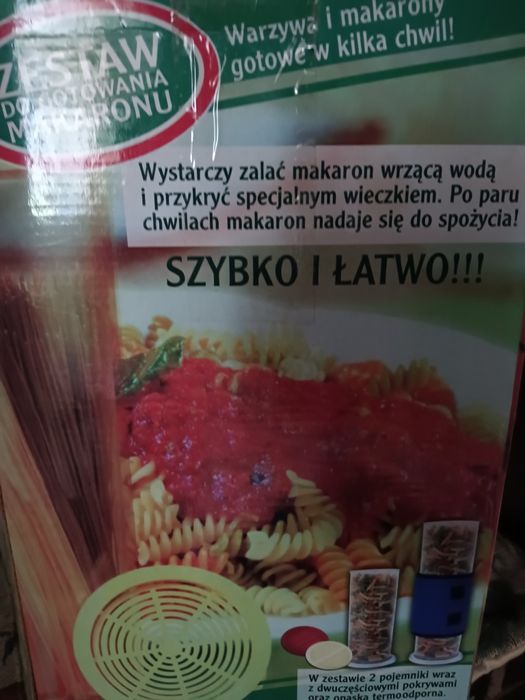 ZESTAW
DO GOTOWANIA
MAKARONU
Warzywa i makarony
gotowe w kilka chwil!
Wystarczy zalać makaron wrzącą wodą
i przykryć specjalnym wieczkiem. Po paru
chwilach makaron nadaje się do spożycia!
SZYBKO I ŁATWO!!!
W zestawie 2 pojemniki wraz
z dwuczęściowymi pokrywami
oraz opaska termoodporna.